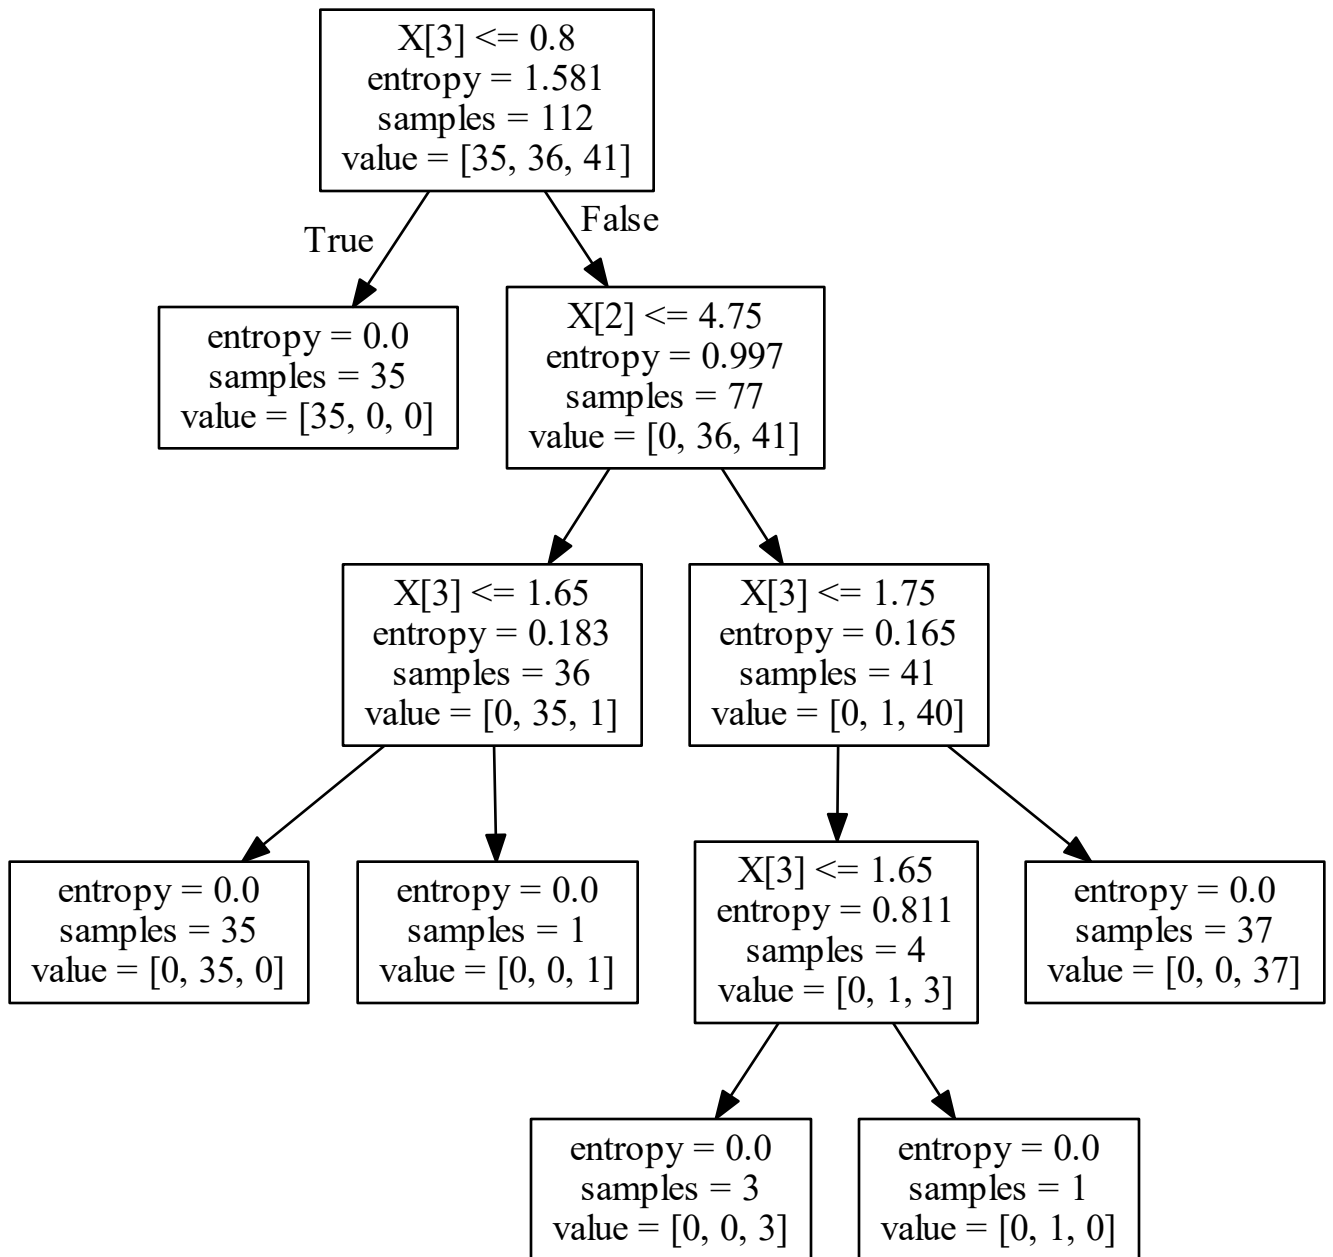 X[3] <= 0.8
entropy = 1.581
samples = 112
value = [35, 36, 41]
True
False
entropy = 0.0
samples = 35
value = [35, 0, 0]
X[2] <= 4.75
entropy = 0.997
samples = 77
value = [0, 36, 41]
X[3] <= 1.65
entropy = 0.183
samples = 36
value = [0, 35, 1]
X[3] <= 1.75
entropy = 0.165
samples = 41
value = [0, 1, 40]
entropy = 0.0
samples = 35
value = [0, 35, 0]
entropy = 0.0
samples = 1
value = [0, 0, 1]
X[3] <= 1.65
entropy = 0.811
samples = 4
value = [0, 1, 3]
entropy = 0.0
samples = 37
value = [0, 0, 37]
entropy = 0.0
samples = 3
value = [0, 0, 3]
entropy = 0.0
samples = 1
value = [0, 1, 0]